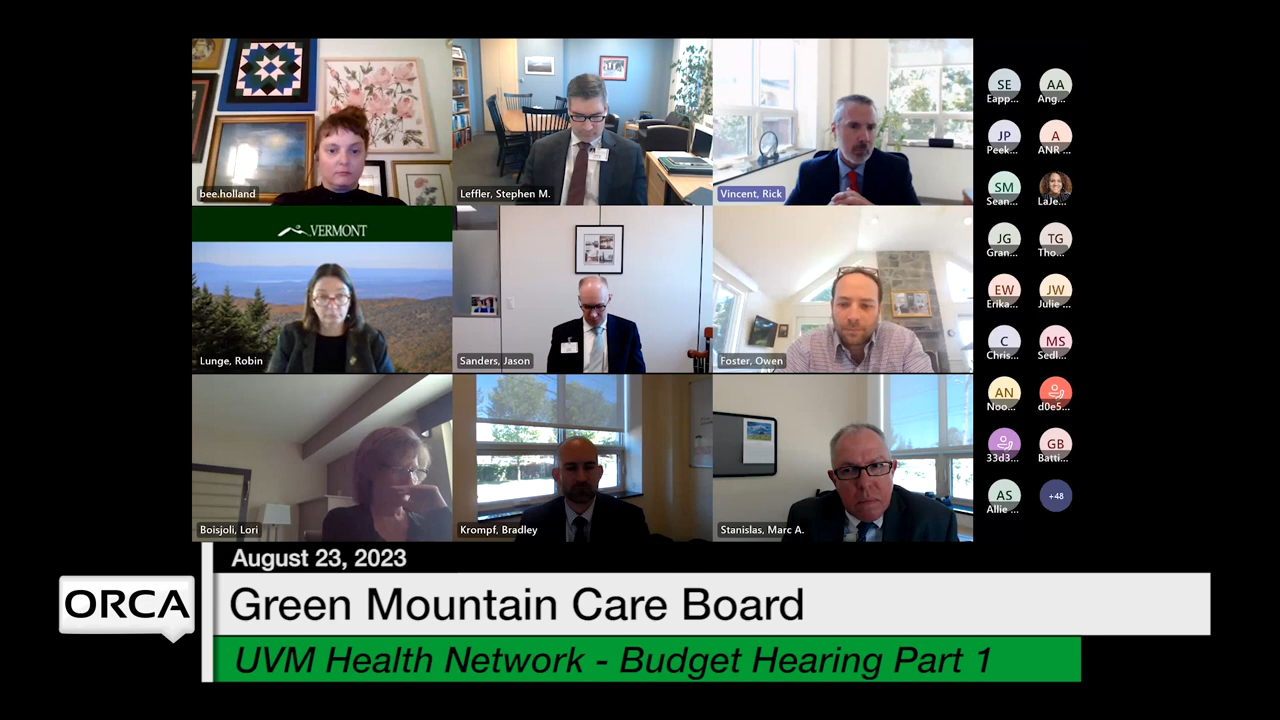 SE
AA
Eapp...
Ang...
JP
A
Peek...
ANR ...
bee.holland
Leffler, Stephen M.
Vincent, Rick
SM
Sean...
LaJe...
VERMONT
JG
TG
Gran...
Tho...
EW
JW
Erika...
Julie ...
Lunge, Robin
Sanders, Jason
Foster, Owen
C
MS
Chris...
Sedl...
AN
Noo...
d0e5...
GB
33d3...
Batti...
AS
+48
Allie ...
Boisjoli, Lori
Krompf, Bradley
Stanislas, Marc A.
August 23, 2023
ORCA
Green Mountain Care Board
UVM Health Network - Budget Hearing Part 1